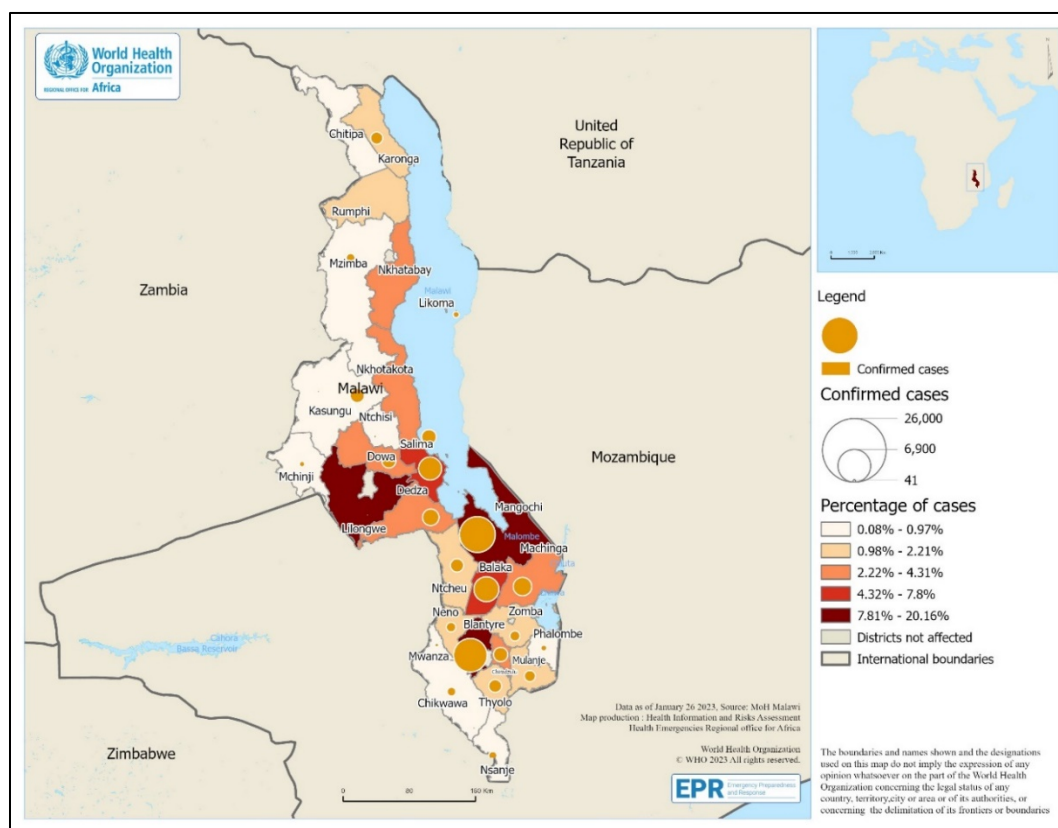 World Health
Organization
REGIONAL OFFICE FOR Africa
United
Republic of
Tanzania
Chitipa
Karonga
Rumphi
Mzimba
Nkhatabay
Zambia
Malawi
Likoma
Nkhotakota
Malawi
Kasungu
Ntchisi
Salima
Dowa
Mchinji
Mozambique
Dedza
Mangochi
Lilongwe
Malombe
Machinga
Balaka
Ntcheu
Neno
Zomba
Blantyre
Phalombe
Mwanza
Mulanje
Chikwawa
Thyolo
Zimbabwe
Nsanje
Bassa Reservoir
0 80 160 Km
Data as of January 26 2023, Source: MoH Malawi
Map production : Health Information and Risks Assessment
Health Emergencies Regional office for Africa
World Health Organization
© WHO 2023 All rights reserved.
EPR Emergency Preparedness
and Response
Legend
Confirmed cases
Confirmed cases
26,000
6,900
41
Percentage of cases
0.08% - 0.97%
0.98% - 2.21%
2.22% - 4.31%
4.32% - 7.8%
7.81% - 20.16%
Districts not affected
International boundaries
The boundaries and names shown and the designations
used on this map do not imply the expression of any
opinion whatsoever on the part of the World Health
Organization concerning the legal status of any
country, territory,city or area or of its authorities, or
concerning the delimitation of its frontiers or boundaries